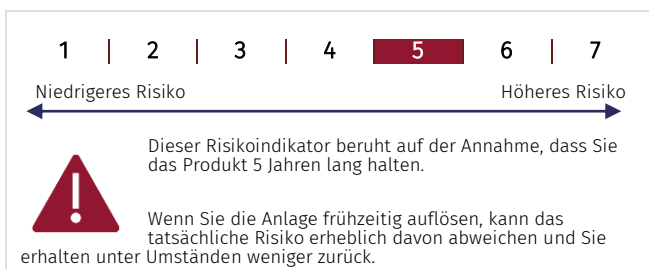 1 | 2 | 3 | 4 | 5 | 6 | 7
Niedrigeres Risiko Höheres Risiko
Dieser Risikoindikator beruht auf der Annahme, dass Sie
das Produkt 5 Jahren lang halten.
Wenn Sie die Anlage frühzeitig auflösen, kann das
tatsächliche Risiko erheblich davon abweichen und Sie
erhalten unter Umständen weniger zurück.